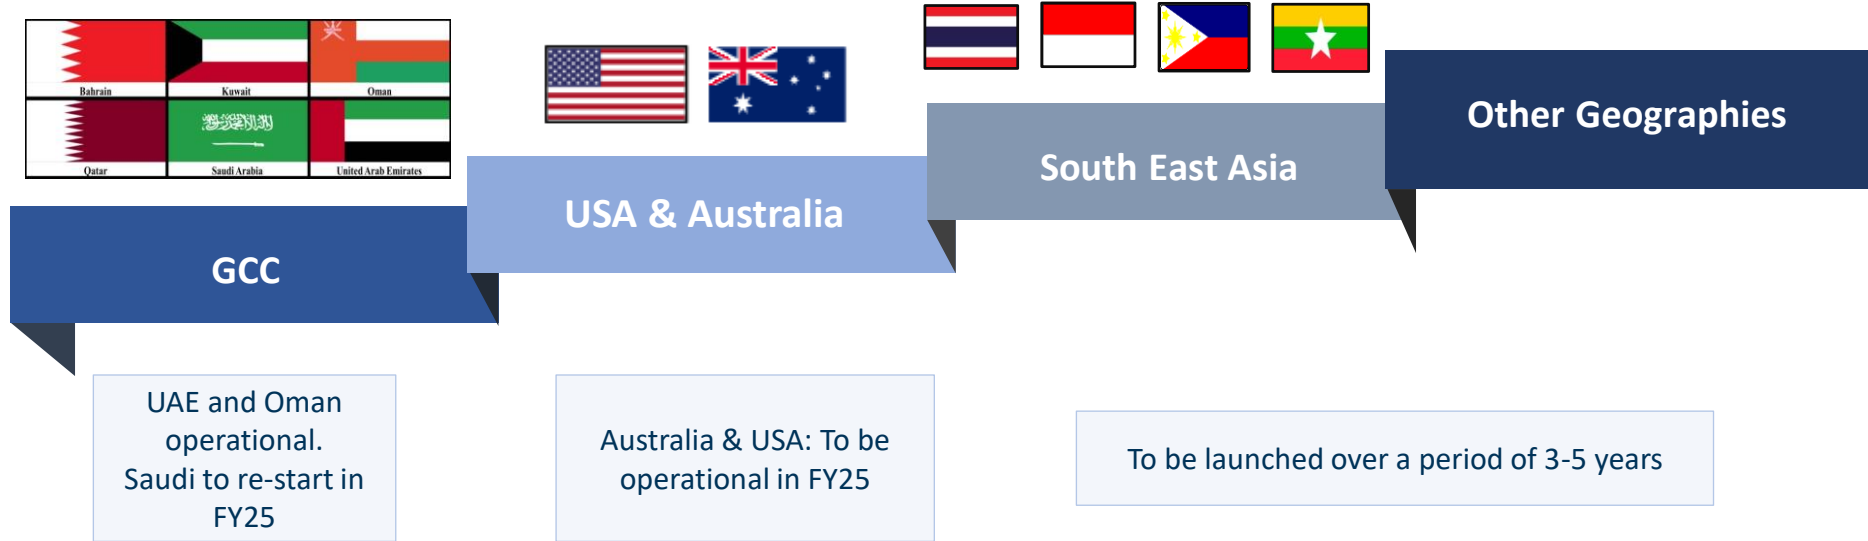 Bahrain
Kuwait
Oman
Qatar
Saudi Arabia
United Arab Emirates
GCC
USA & Australia
South East Asia
Other Geographies
UAE and Oman
operational.
Saudi to re-start in
FY25
Australia & USA: To be
operational in FY25
To be launched over a period of 3-5 years